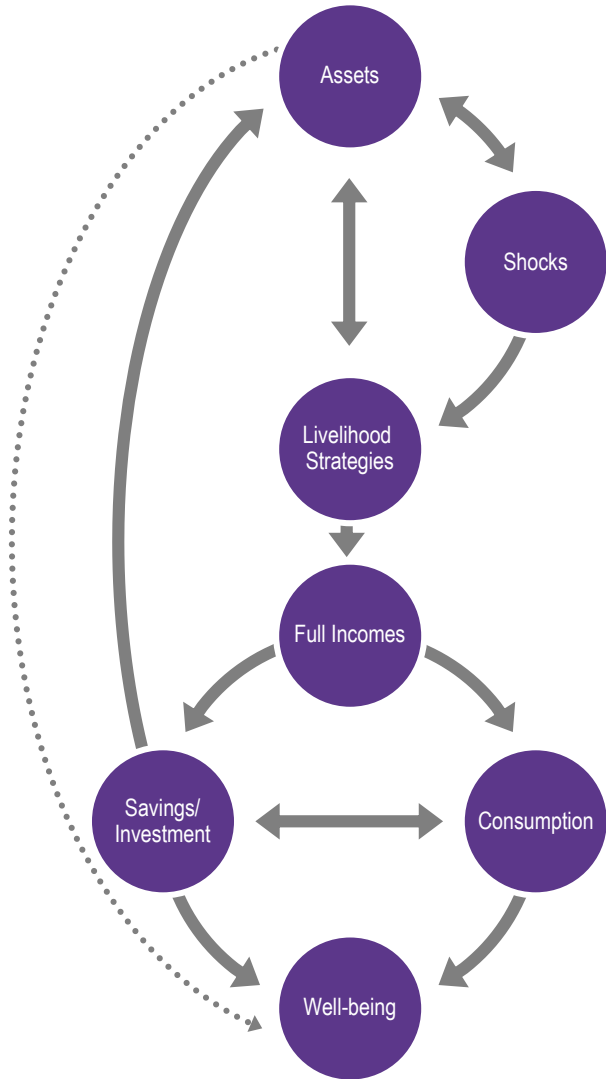 Assets
Shocks
Livelihood
Strategies
Full Incomes
Savings/
Investment
Consumption
Well-being